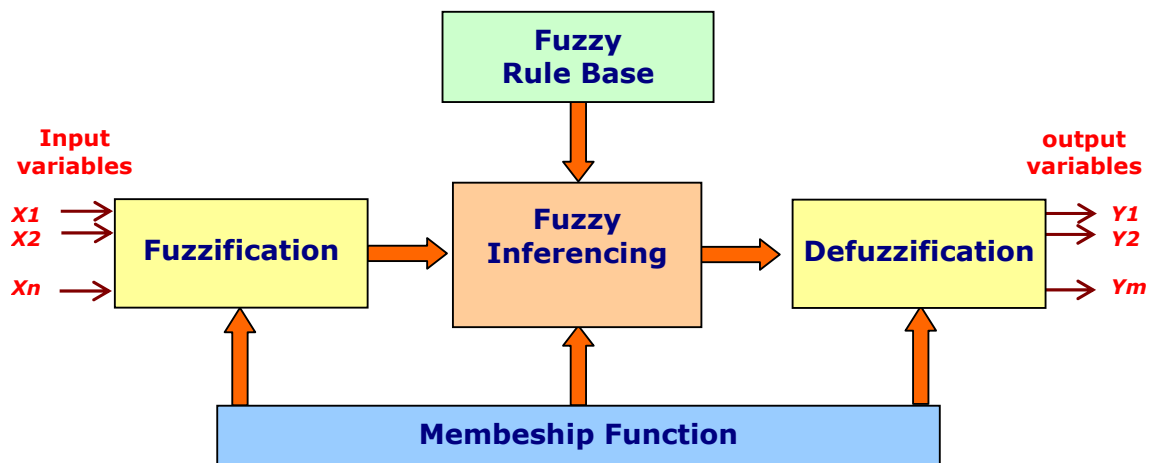 Fuzzy
Rule Base
Input
variables
output
variables
X1
X2
Xn
Fuzzification
Fuzzy
Inferencing
Defuzzification
Y1
Y2
Ym
Membeship Function